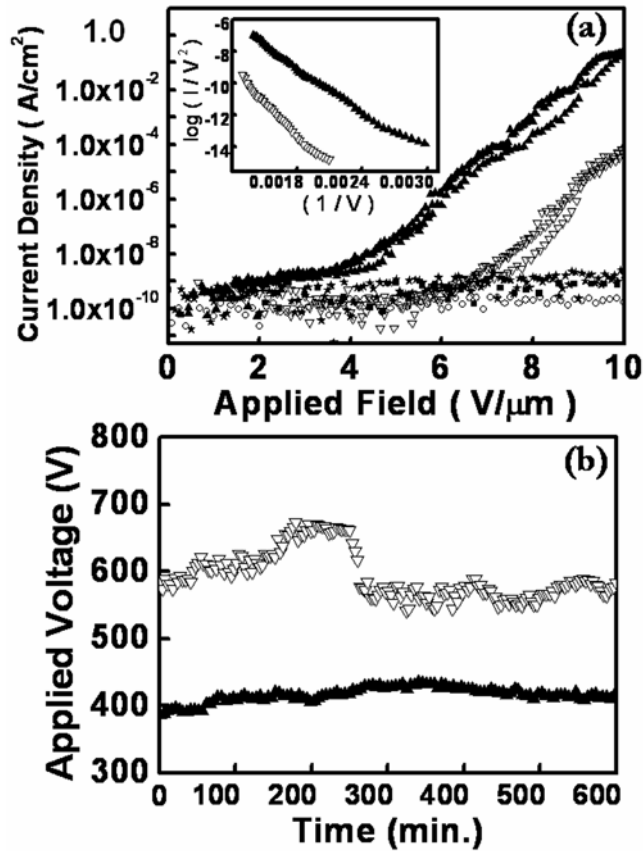 (a)
Current Density ( A/cm²)
1.0
1.0x10⁻²
1.0x10⁻⁴
1.0x10⁻⁶
1.0x10⁻⁸
1.0x10⁻¹⁰
log ( I / V² )
-6
-8
-10
-12
-14
0.0018 0.0024 0.0030
( 1 / V )
0 2 4 6 8 10
Applied Field ( V/μm )
(b)
Applied Voltage (V)
800
700
600
500
400
300
0 100 200 300 400 500 600
Time (min.)